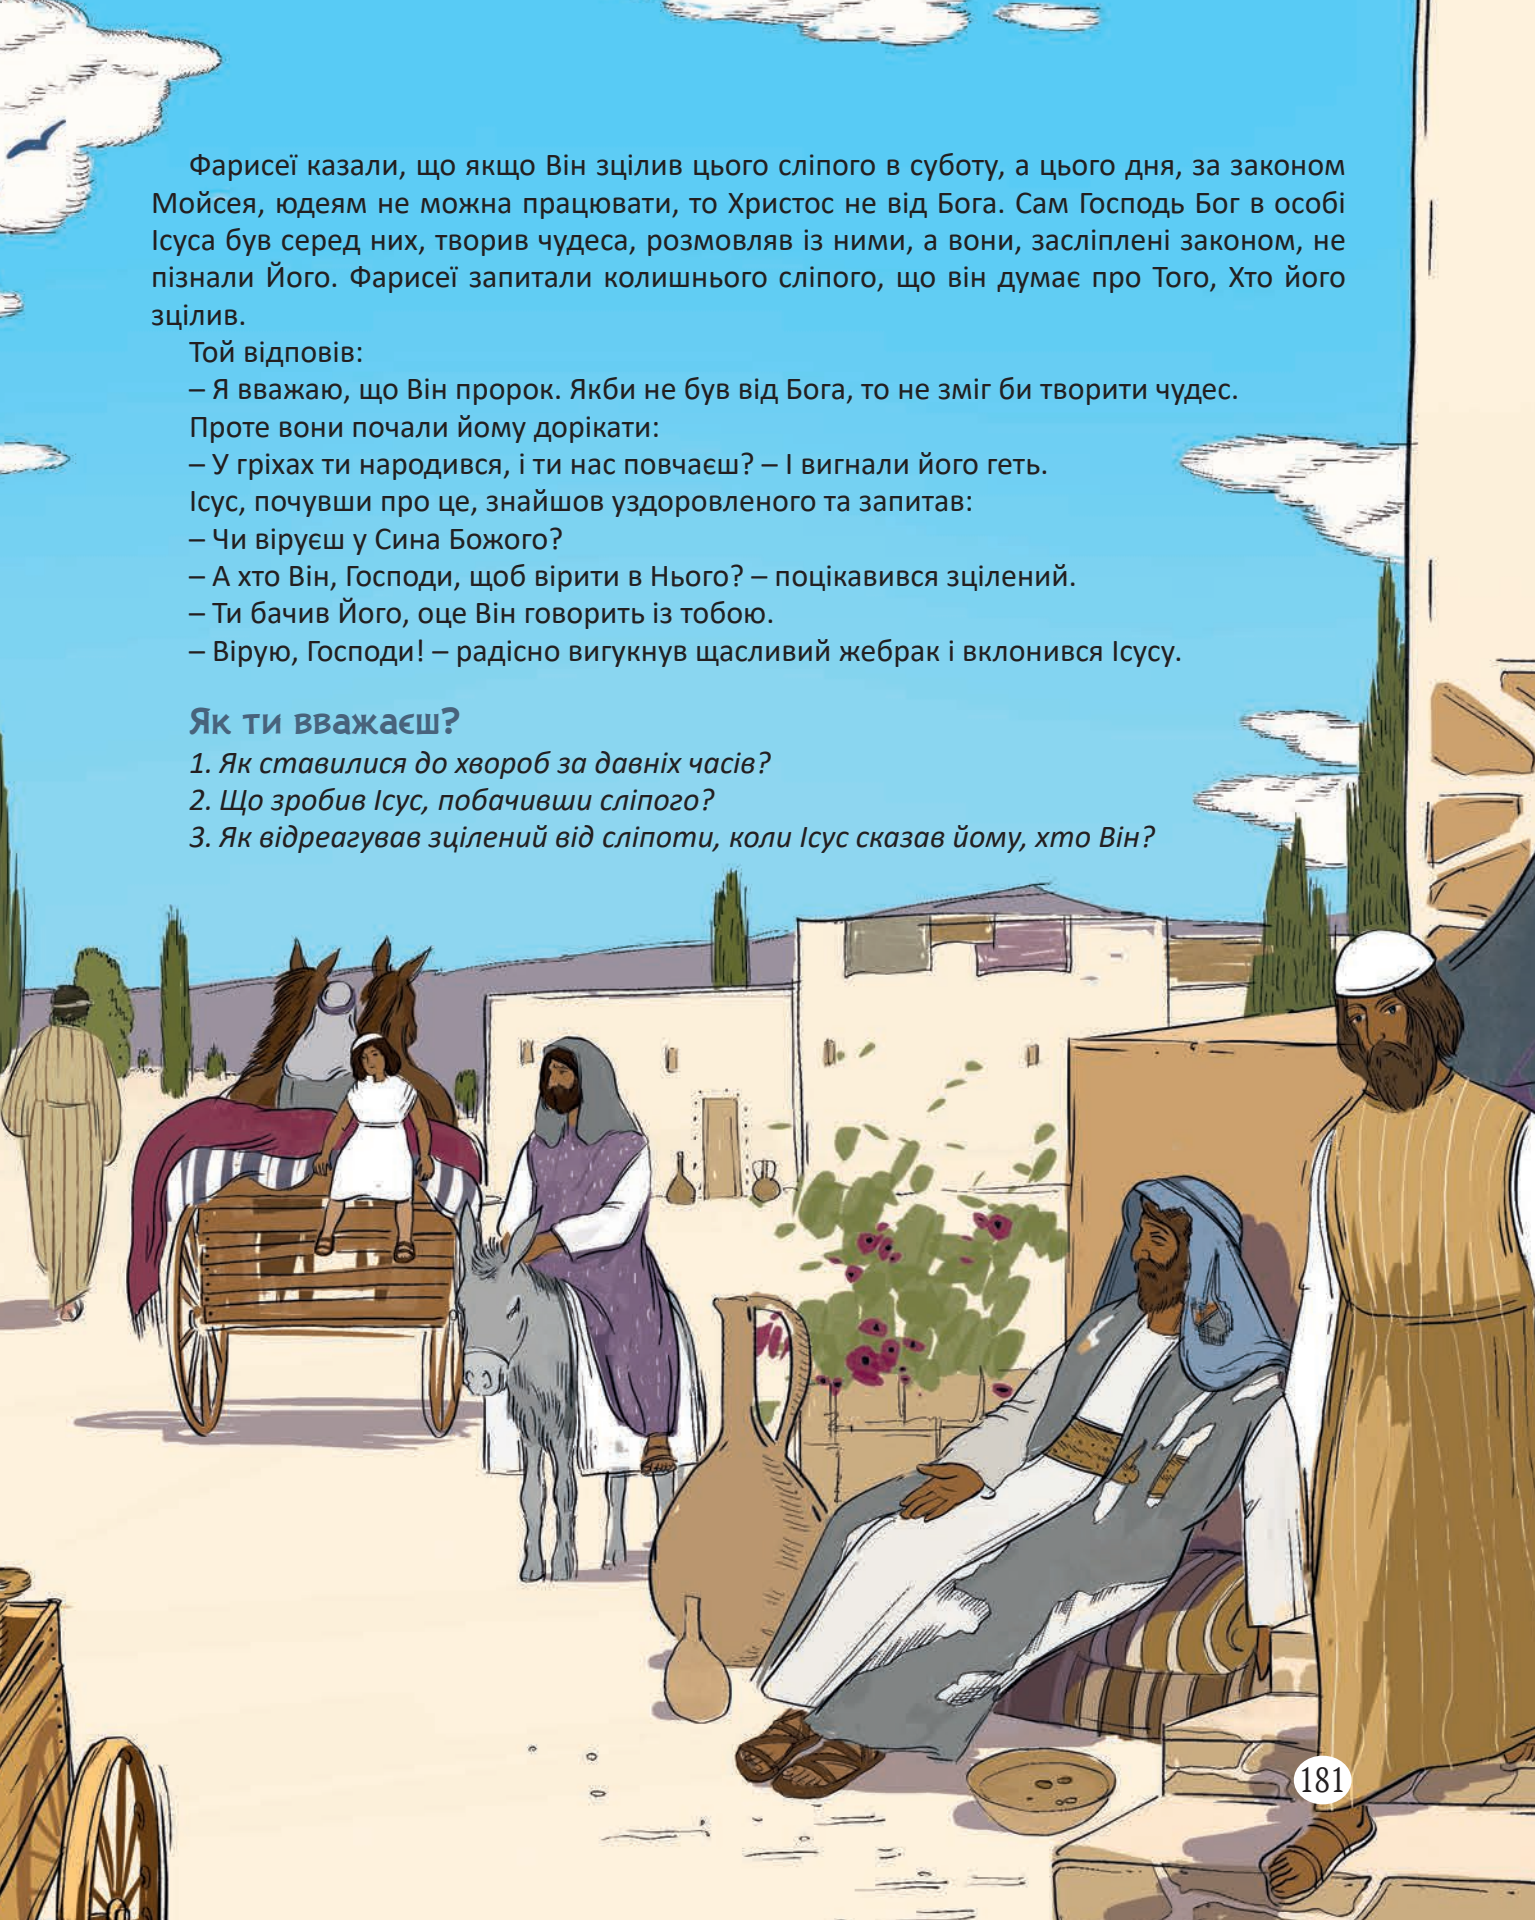 Фарисеї казали, що якщо Він зцілив цього сліпого в суботу, а цього дня, за законом
Мойсея, юдеям не можна працювати, то Христос не від Бога. Сам Господь Бог в особі
Ісуса був серед них, творив чудеса, розмовляв із ними, а вони, засліплені законом, не
пізнали Його. Фарисеї запитали колишнього сліпого, що він думає про Того, Хто його
зцілив.
Той відповів:
– Я вважаю, що Він пророк. Якби не був від Бога, то не зміг би творити чудес.
Проте вони почали йому дорікати:
– У гріхах ти народився, і ти нас повчаєш? – І вигнали його геть.
Ісус, почувши про це, знайшов уздоровленого та запитав:
– Чи віруєш у Сина Божого?
– А хто Він, Господи, щоб вірити в Нього? – поцікавився зцілений.
– Ти бачив Його, оце Він говорить із тобою.
– Вірую, Господи! – радісно вигукнув щасливий жебрак і вклонився Ісусу.
Як ти вважаєш?
1. Як ставилися до хвороб за давніх часів?
2. Що зробив Ісус, побачивши сліпого?
3. Як відреагував зцілений від сліпоти, коли Ісус сказав йому, хто Він?
181